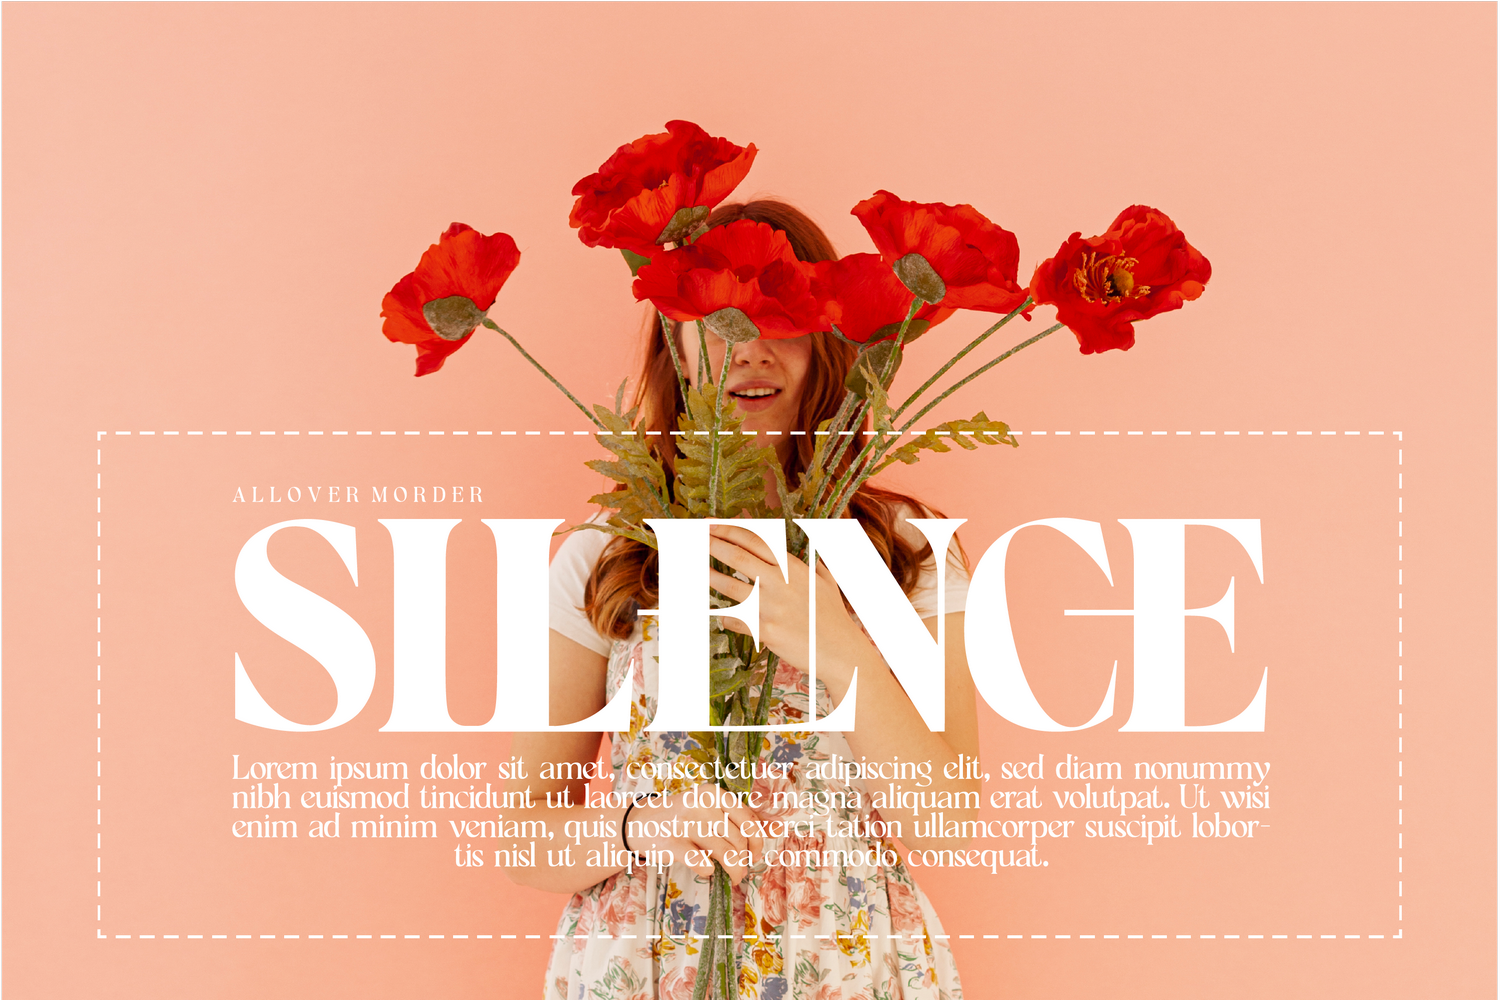 ALLOVER MORDER
SILENCE
Lorem ipsum dolor sit amet, consectetuer adipiscing elit, sed diam nonummy
nibh euismod tincidunt ut laoreet dolore magna aliquam erat volutpat. Ut wisi
enim ad minim veniam, quis nostrud exerci tation ullamcorper suscipit lobor-
tis nisl ut aliquip ex ea commodo consequat.